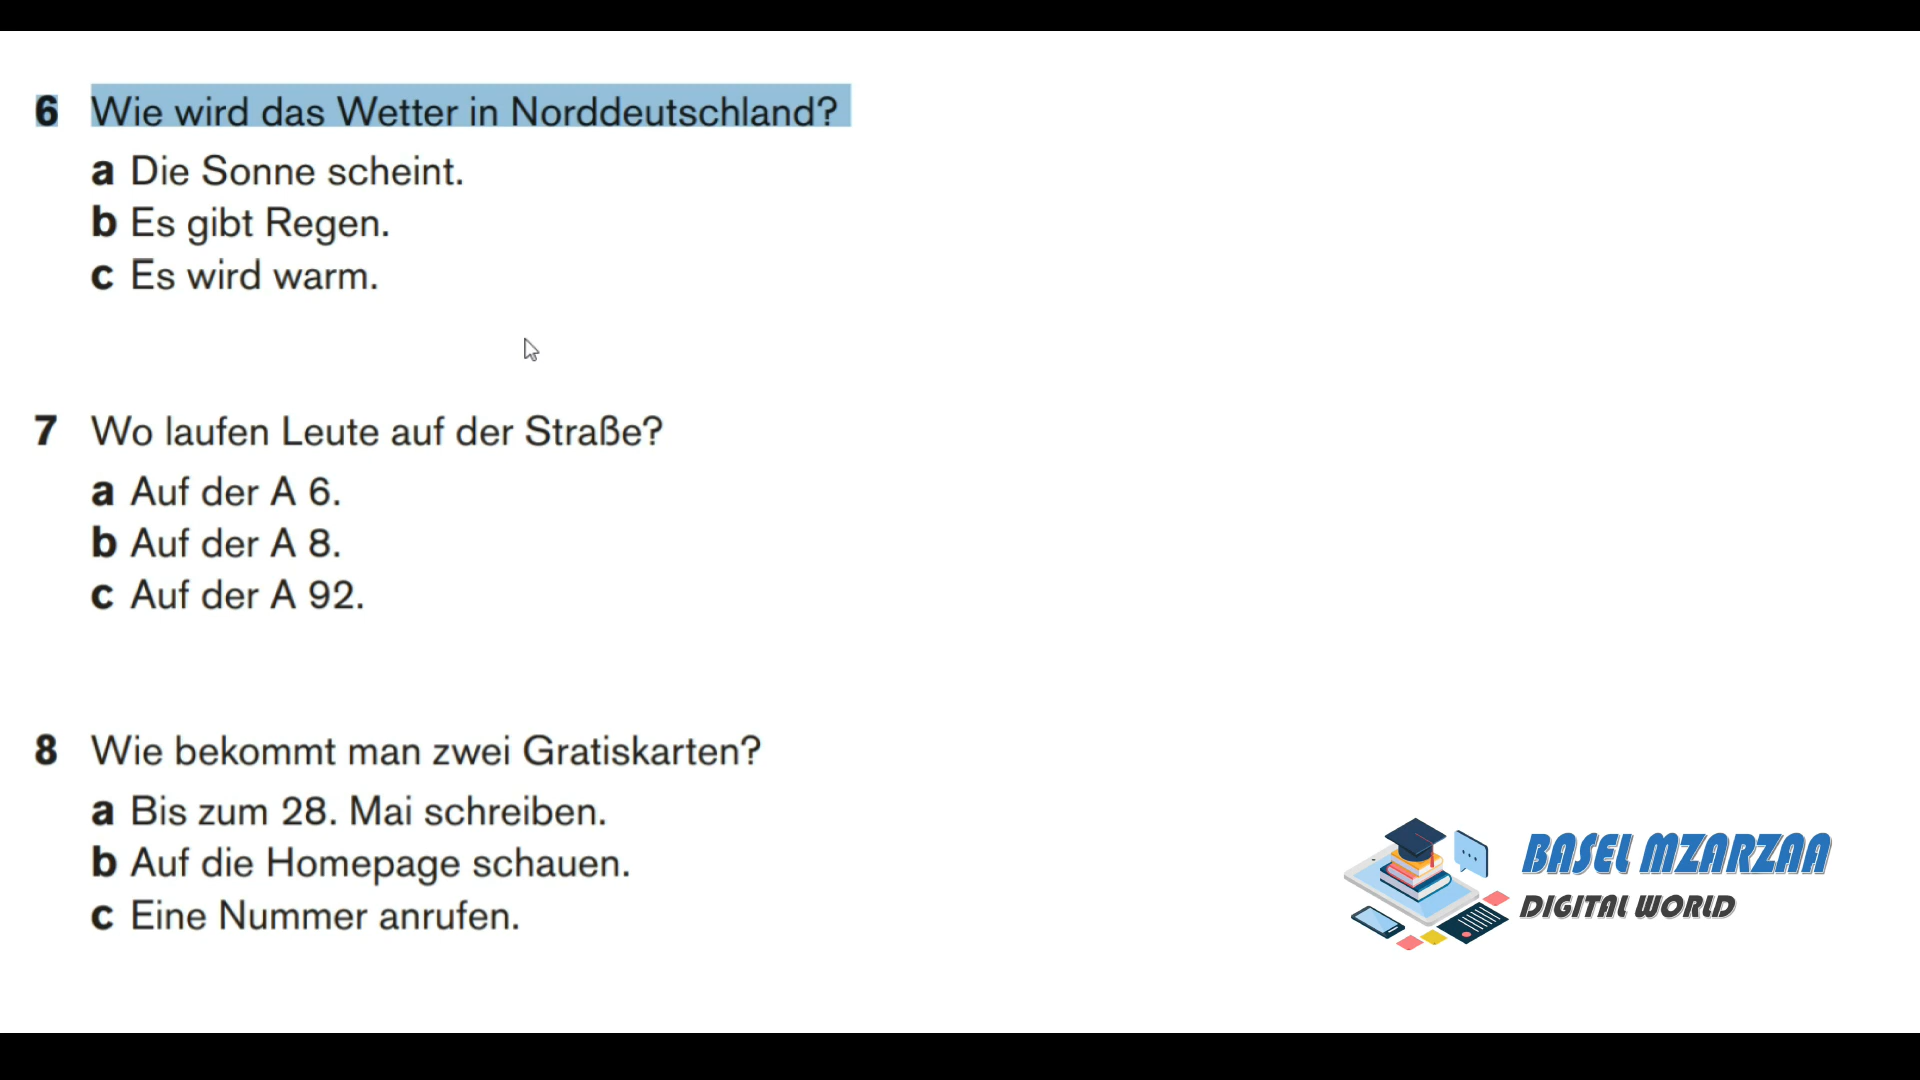 6 Wie wird das Wetter in Norddeutschland?
a Die Sonne scheint.
b Es gibt Regen.
c Es wird warm.
7 Wo laufen Leute auf der Straße?
a Auf der A 6.
b Auf der A 8.
c Auf der A 92.
8 Wie bekommt man zwei Gratiskarten?
a Bis zum 28. Mai schreiben.
b Auf die Homepage schauen.
c Eine Nummer anrufen.
BASEL MZARZAA
DIGITAL WORLD